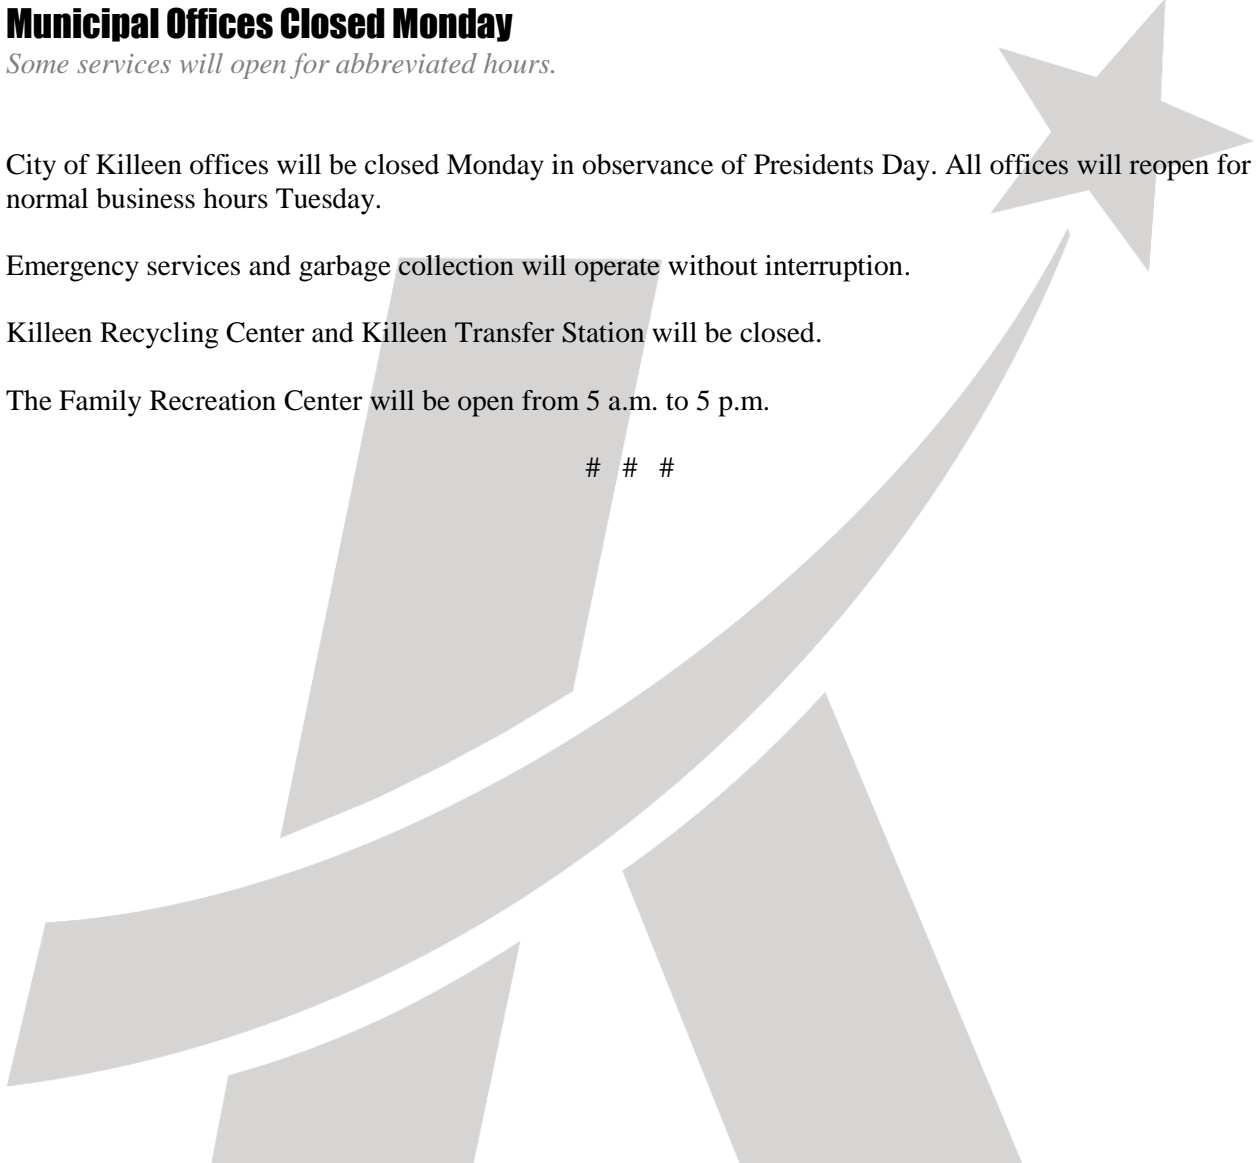 Municipal Offices Closed Monday
Some services will open for abbreviated hours.
City of Killeen offices will be closed Monday in observance of Presidents Day. All offices will reopen for
normal business hours Tuesday.
Emergency services and garbage collection will operate without interruption.
Killeen Recycling Center and Killeen Transfer Station will be closed.
The Family Recreation Center will be open from 5 a.m. to 5 p.m.
# # #